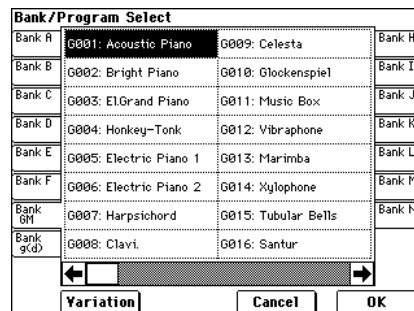 Bank/Program Select
Bank A
Bank B
Bank C
Bank D
Bank E
Bank F
Bank GM
Bank g(d)
G001: Acoustic Piano
G002: Bright Piano
G003: El.Grand Piano
G004: Honkey-Tonk
G005: Electric Piano 1
G006: Electric Piano 2
G007: Harpsichord
G008: Clavi.
G009: Celesta
G010: Glockenspiel
G011: Music Box
G012: Vibraphone
G013: Marimba
G014: Xylophone
G015: Tubular Bells
G016: Santur
Bank H
Bank I
Bank J
Bank K
Bank L
Bank M
Bank N
Variation
Cancel
OK